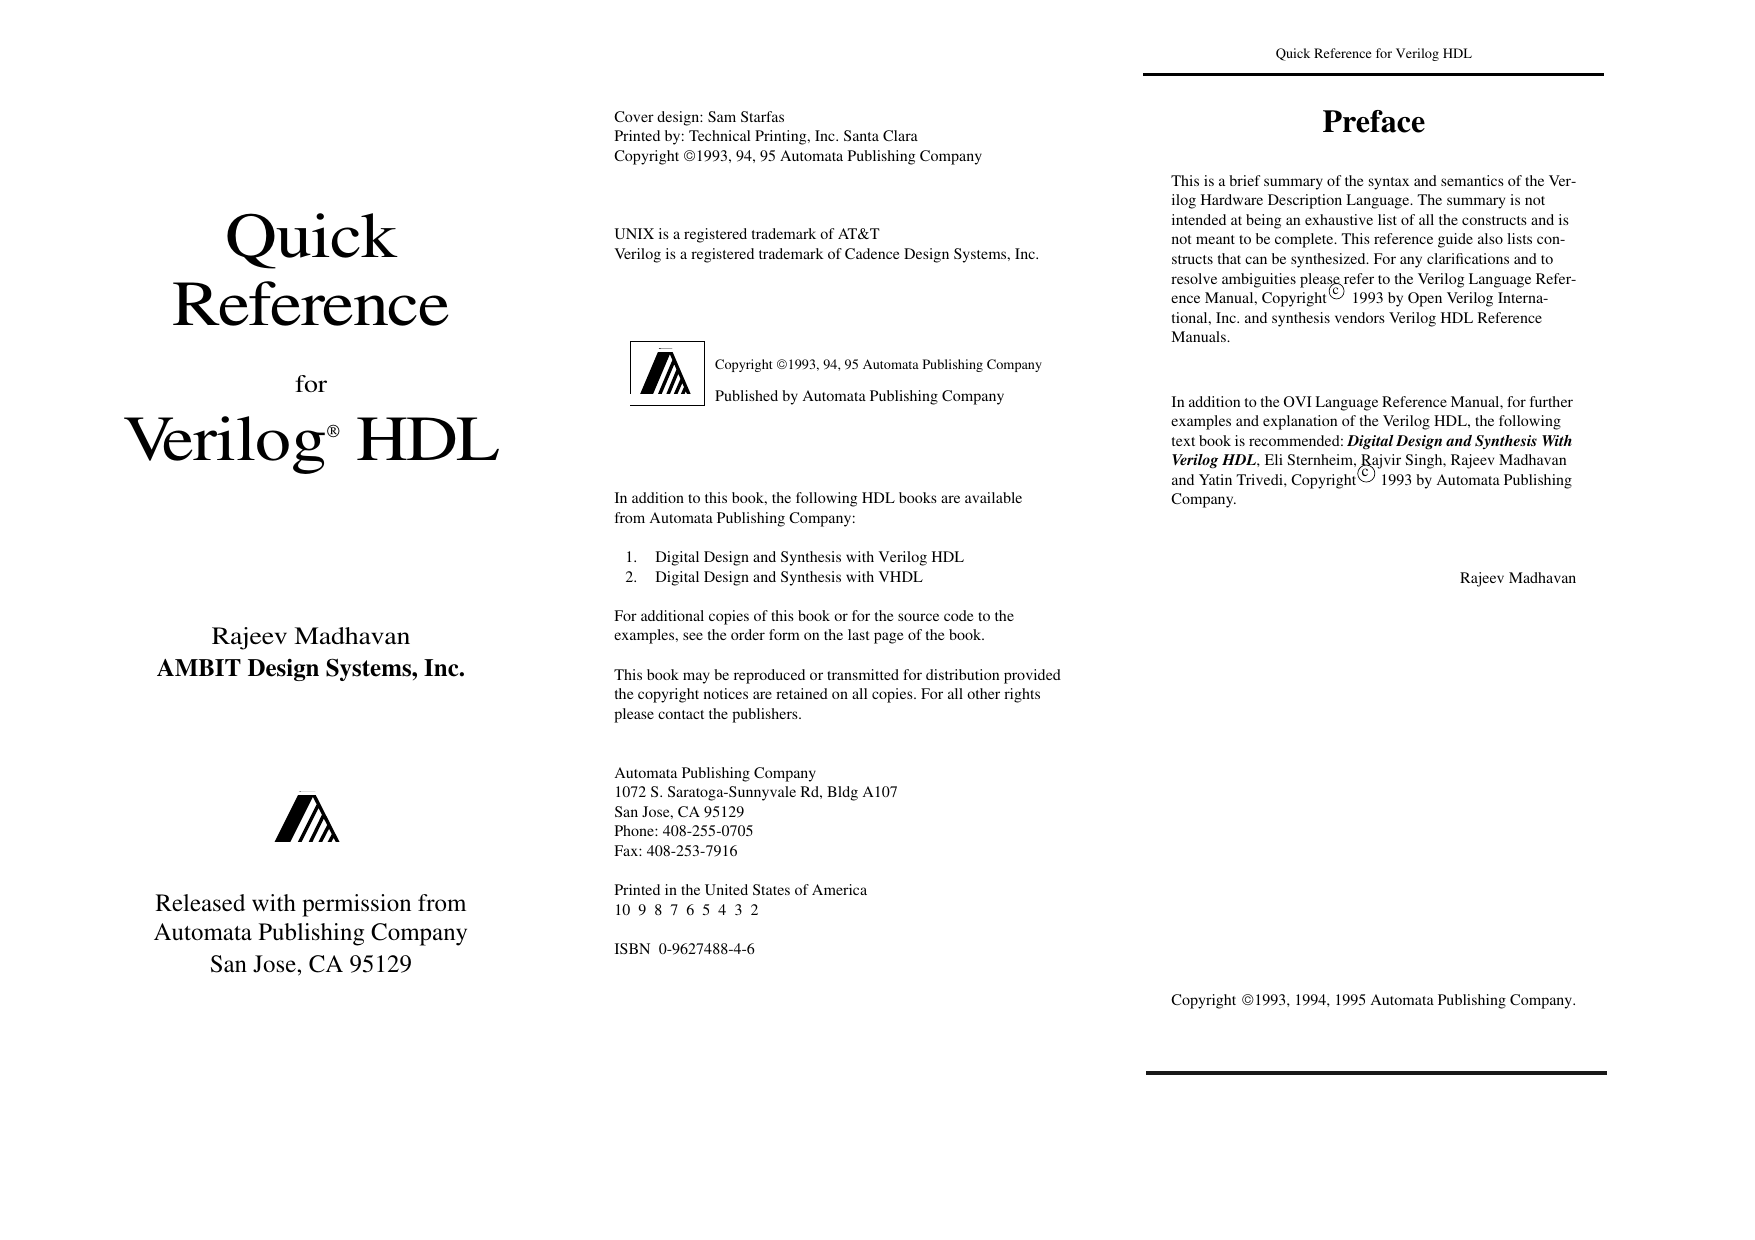 Quick
Reference
for
Verilog® HDL
Rajeev Madhavan
AMBIT Design Systems, Inc.
Released with permission from
Automata Publishing Company
San Jose, CA 95129
Cover design: Sam Starfas
Printed by: Technical Printing, Inc. Santa Clara
Copyright ©1993, 94, 95 Automata Publishing Company
UNIX is a registered trademark of AT&T
Verilog is a registered trademark of Cadence Design Systems, Inc.
Copyright ©1993, 94, 95 Automata Publishing Company
Published by Automata Publishing Company
In addition to this book, the following HDL books are available
from Automata Publishing Company:
1. Digital Design and Synthesis with Verilog HDL
2. Digital Design and Synthesis with VHDL
For additional copies of this book or for the source code to the
examples, see the order form on the last page of the book.
This book may be reproduced or transmitted for distribution provided
the copyright notices are retained on all copies. For all other rights
please contact the publishers.
Automata Publishing Company
1072 S. Saratoga-Sunnyvale Rd, Bldg A107
San Jose, CA 95129
Phone: 408-255-0705
Fax: 408-253-7916
Printed in the United States of America
10 9 8 7 6 5 4 3 2
ISBN 0-9627488-4-6
Quick Reference for Verilog HDL
Preface
This is a brief summary of the syntax and semantics of the Ver-
ilog Hardware Description Language. The summary is not
intended at being an exhaustive list of all the constructs and is
not meant to be complete. This reference guide also lists con-
structs that can be synthesized. For any clarifications and to
resolve ambiguities please refer to the Verilog Language Refer-
ence Manual, Copyright © 1993 by Open Verilog Interna-
tional, Inc. and synthesis vendors Verilog HDL Reference
Manuals.
In addition to the OVI Language Reference Manual, for further
examples and explanation of the Verilog HDL, the following
text book is recommended: Digital Design and Synthesis With
Verilog HDL, Eli Sternheim, Rajvir Singh, Rajeev Madhavan
and Yatin Trivedi, Copyright © 1993 by Automata Publishing
Company.
Rajeev Madhavan
Copyright ©1993, 1994, 1995 Automata Publishing Company.